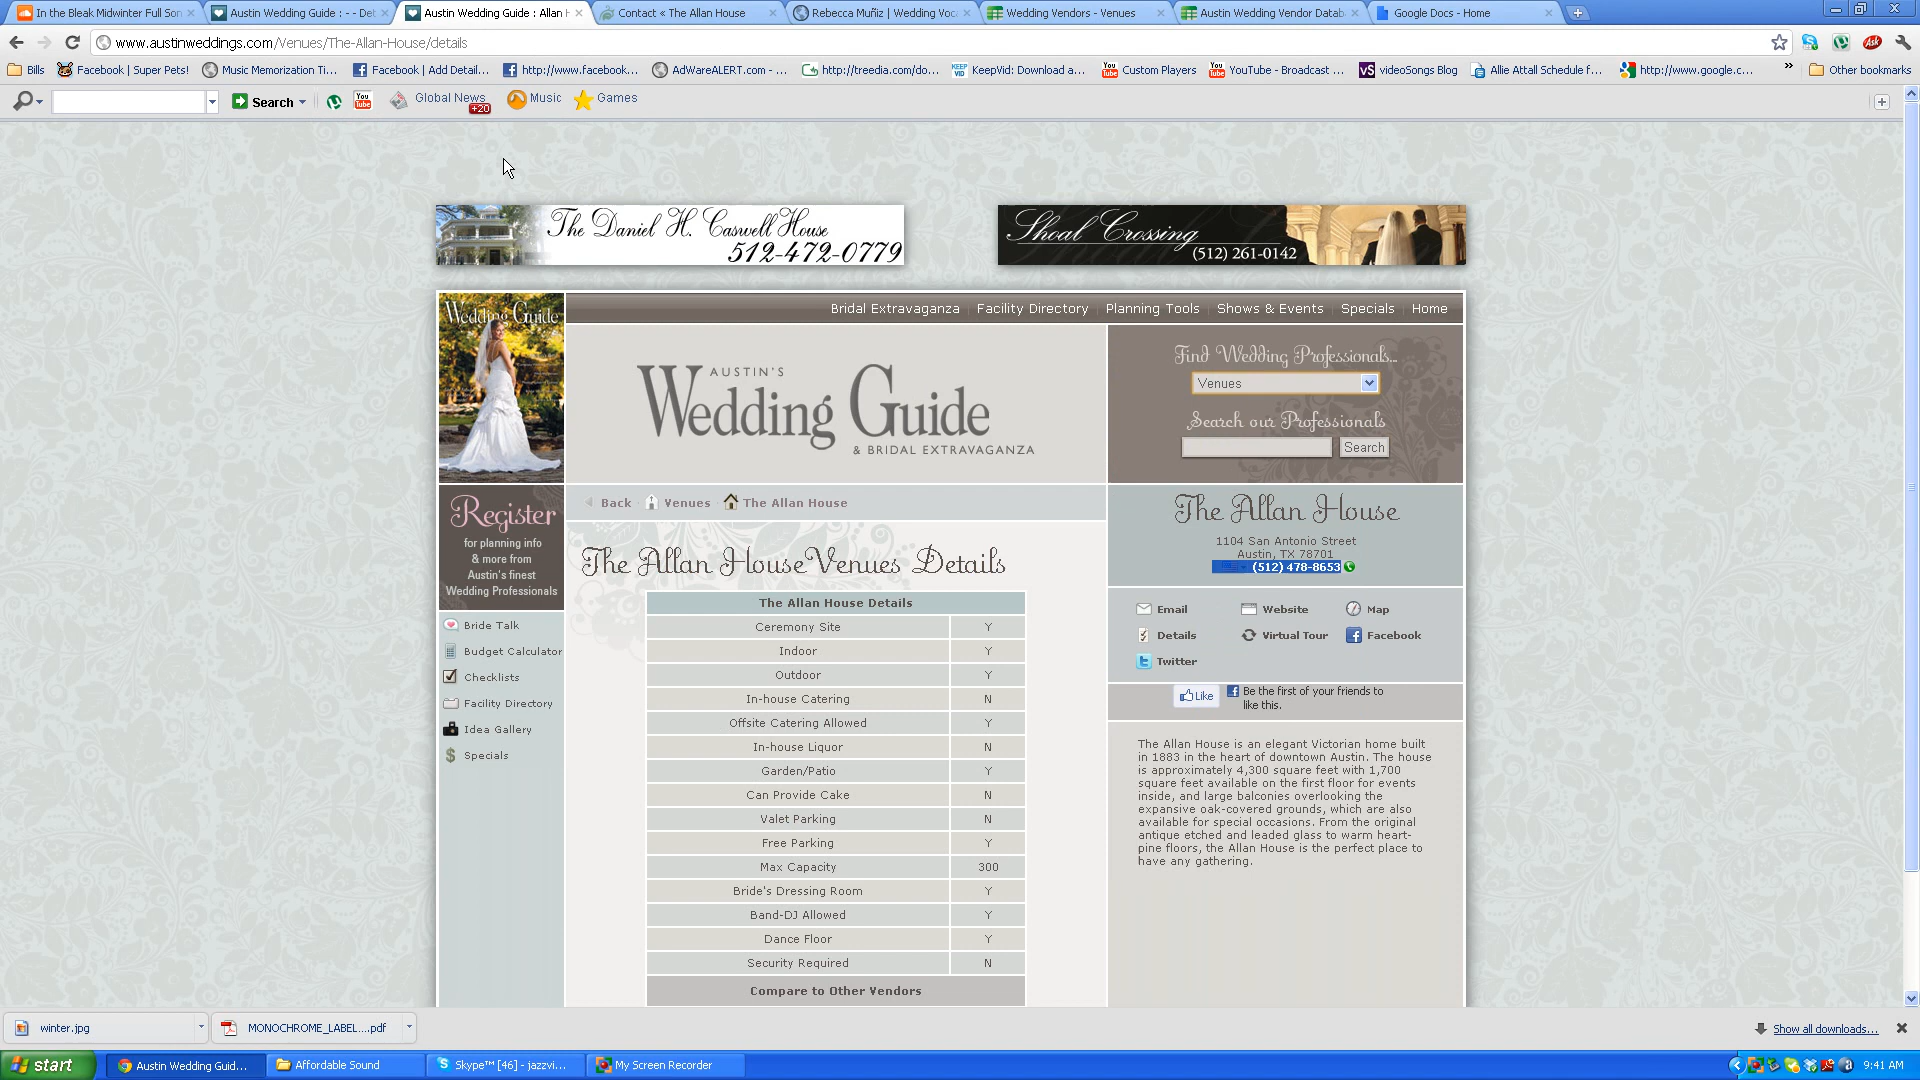 In the Bleak Midwinter Full Son
Austin Wedding Guide : - - Det
Austin Wedding Guide : Allan H
Contact « The Allan House
Rebecca Muñiz | Wedding Voca
Wedding Vendors - Venues
Austin Wedding Vendor Datab
Google Docs - Home
www.austinweddings.com/Venues/The-Allan-House/details
Bills
Facebook | Super Pets!
Music Memorization Ti...
Facebook | Add Detail...
http://www.facebook...
AdWareALERT.com - ...
http://treedia.com/do...
KeepVid: Download a...
Custom Players
YouTube - Broadcast ...
videoSongs Blog
Allie Attall Schedule f...
http://www.google.c...
»
Other bookmarks
Search
Global News
+20
Music
Games
The Daniel H. Caswell House
512-472-0779
Shoal Crossing
(512) 261-0142
Wedding Guide
Bridal Extravaganza
Facility Directory
Planning Tools
Shows & Events
Specials
Home
AUSTIN'S
Wedding Guide
& BRIDAL EXTRAVAGANZA
Find Wedding Professionals...
Venues
Search our Professionals
Search
Register
for planning info
& more from
Austin's finest
Wedding Professionals
Bride Talk
Budget Calculator
Checklists
Facility Directory
Idea Gallery
Specials
Back
Venues
The Allan House
The Allan House Venues Details
The Allan House Details
Ceremony Site Y
Indoor Y
Outdoor Y
In-house Catering N
Offsite Catering Allowed Y
In-house Liquor N
Garden/Patio Y
Can Provide Cake N
Valet Parking N
Free Parking Y
Max Capacity 300
Bride's Dressing Room Y
Band-DJ Allowed Y
Dance Floor Y
Security Required N
Compare to Other Vendors
The Allan House
1104 San Antonio Street
Austin, TX 78701
(512) 478-8653
Email
Website
Map
Details
Virtual Tour
Facebook
Twitter
Like
Be the first of your friends to
like this.
The Allan House is an elegant Victorian home built
in 1883 in the heart of downtown Austin. The house
is approximately 4,300 square feet with 1,700
square feet available on the first floor for events
inside, and large balconies overlooking the
expansive oak-covered grounds, which are also
available for special occasions. From the original
antique etched and leaded glass to warm heart-
pine floors, the Allan House is the perfect place to
have any gathering.
winter.jpg
MONOCHROME_LABEL....pdf
Show all downloads...
start
Austin Wedding Guid...
Affordable Sound
Skype™ [46] - jazzvi...
My Screen Recorder
9:41 AM